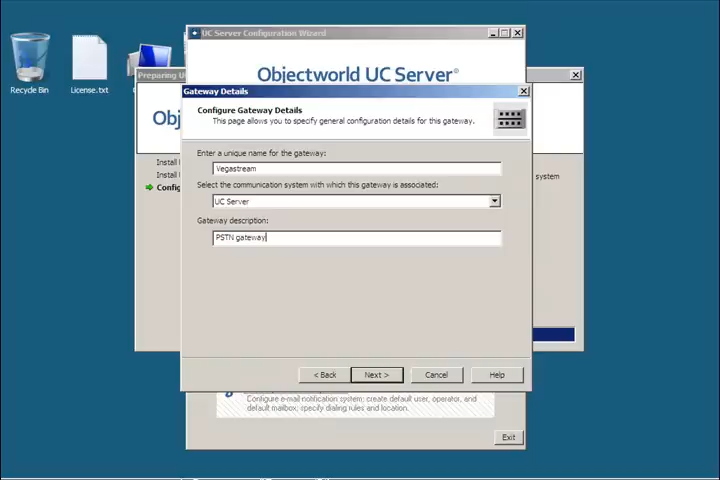 UC Server Configuration Wizard
Objectworld UC Server®
Recycle Bin
License.txt
Preparing U
Gateway Details
Configure Gateway Details
This page allows you to specify general configuration details for this gateway.
Obj
Enter a unique name for the gateway:
Install
Vegastream
Install
system
Config
Select the communication system with which this gateway is associated:
UC Server
Gateway description:
PSTN gateway
< Back
Next >
Cancel
Help
Configure e-mail notification system; create default user, operator, and
default mailbox; specify dialing rules and location.
Exit